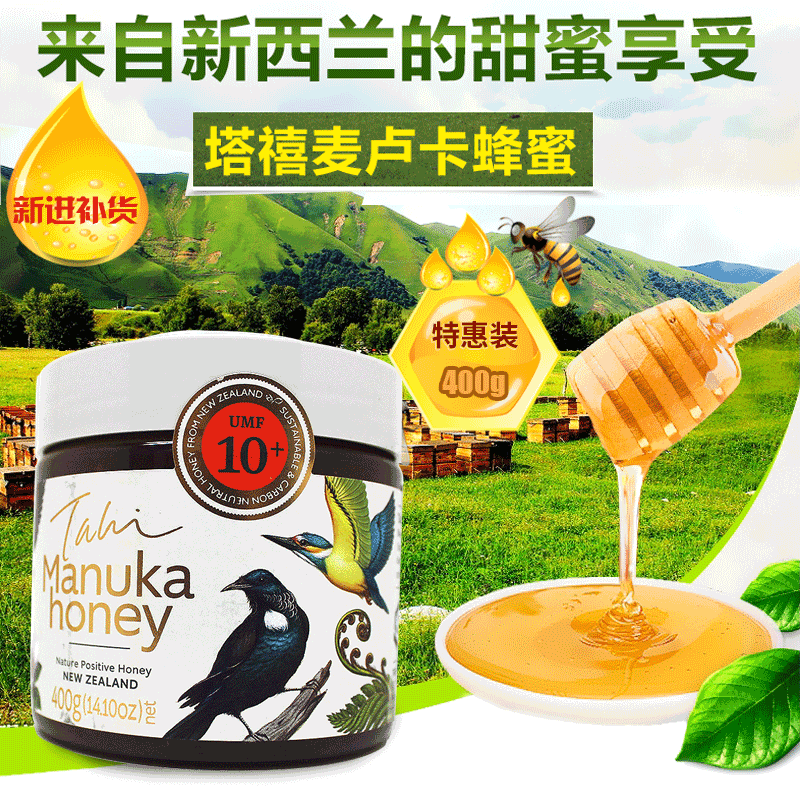 来自新西兰的甜蜜享受
塔禧麦卢卡蜂蜜
新进补货
特惠装
400g
SUSTAINABLE & CARBON NEUTRAL HONEY FROM NEW ZEALAND
UMF
10+
Tahi
Manuka
honey
Nature Positive Honey
NEW ZEALAND
400g(14.10oz) net